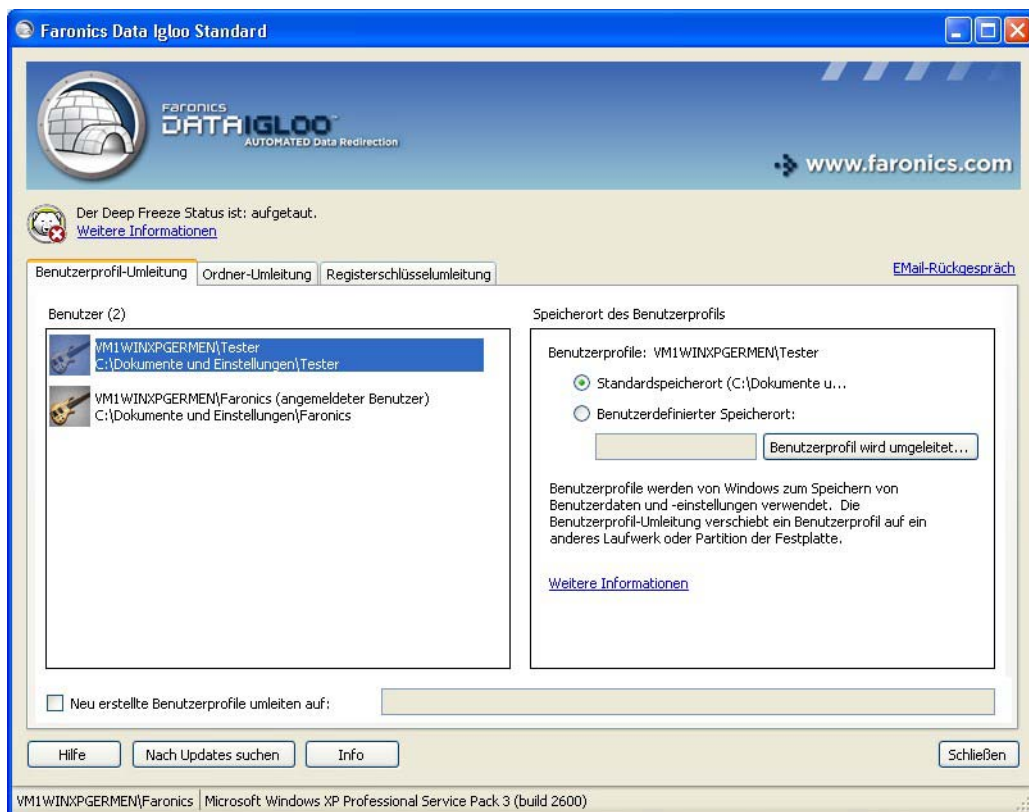 Faronics Data Igloo Standard
FARONICS
DATAIGLOO™
AUTOMATED Data Redirection
www.faronics.com
Der Deep Freeze Status ist: aufgetaut.
Weitere Informationen
Benutzerprofil-Umleitung
Ordner-Umleitung
Registerschlüsselumleitung
EMail-Rückgespräch
Benutzer (2)
VM1WINXPGERMEN\Tester
C:\Dokumente und Einstellungen\Tester
VM1WINXPGERMEN\Faronics (angemeldeter Benutzer)
C:\Dokumente und Einstellungen\Faronics
Speicherort des Benutzerprofils
Benutzerprofile: VM1WINXPGERMEN\Tester
Standardspeicherort (C:\Dokumente u...
Benutzerdefinierter Speicherort:
Benutzerprofil wird umgeleitet...
Benutzerprofile werden von Windows zum Speichern von
Benutzerdaten und -einstellungen verwendet. Die
Benutzerprofil-Umleitung verschiebt ein Benutzerprofil auf ein
anderes Laufwerk oder Partition der Festplatte.
Weitere Informationen
Neu erstellte Benutzerprofile umleiten auf:
Hilfe
Nach Updates suchen
Info
Schließen
VM1WINXPGERMEN\Faronics
Microsoft Windows XP Professional Service Pack 3 (build 2600)